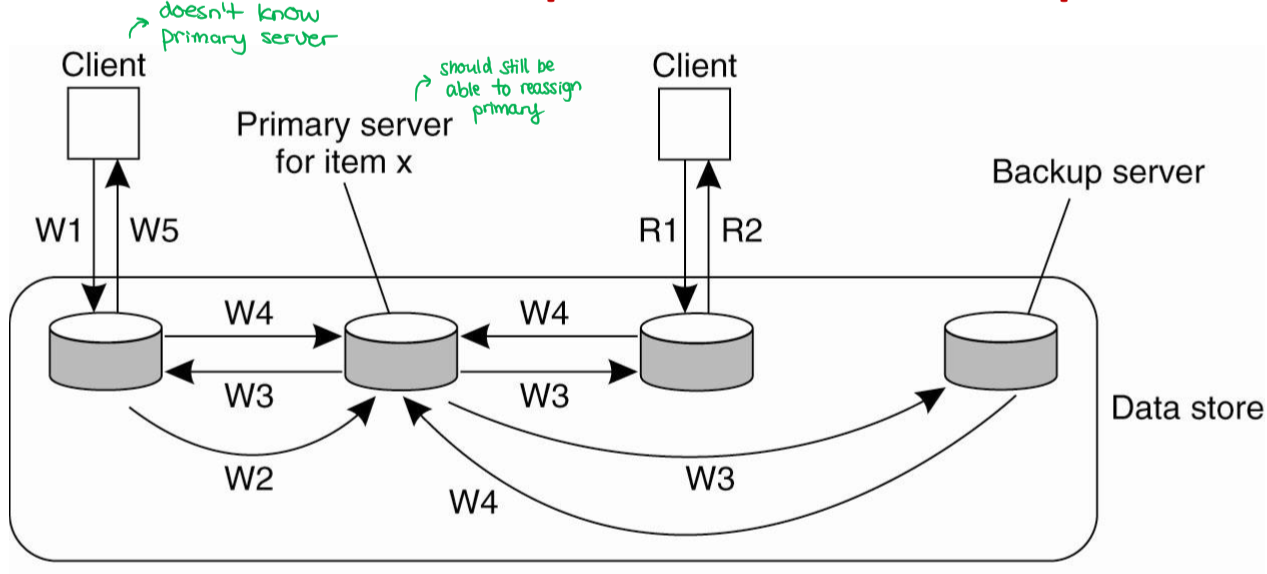 doesn't know
primary server
Client
should still be
able to reassign
primary
Client
Primary server
for item x
Backup server
W1
W5
R1
R2
W4
W4
W3
W3
Data store
W2
W3
W4